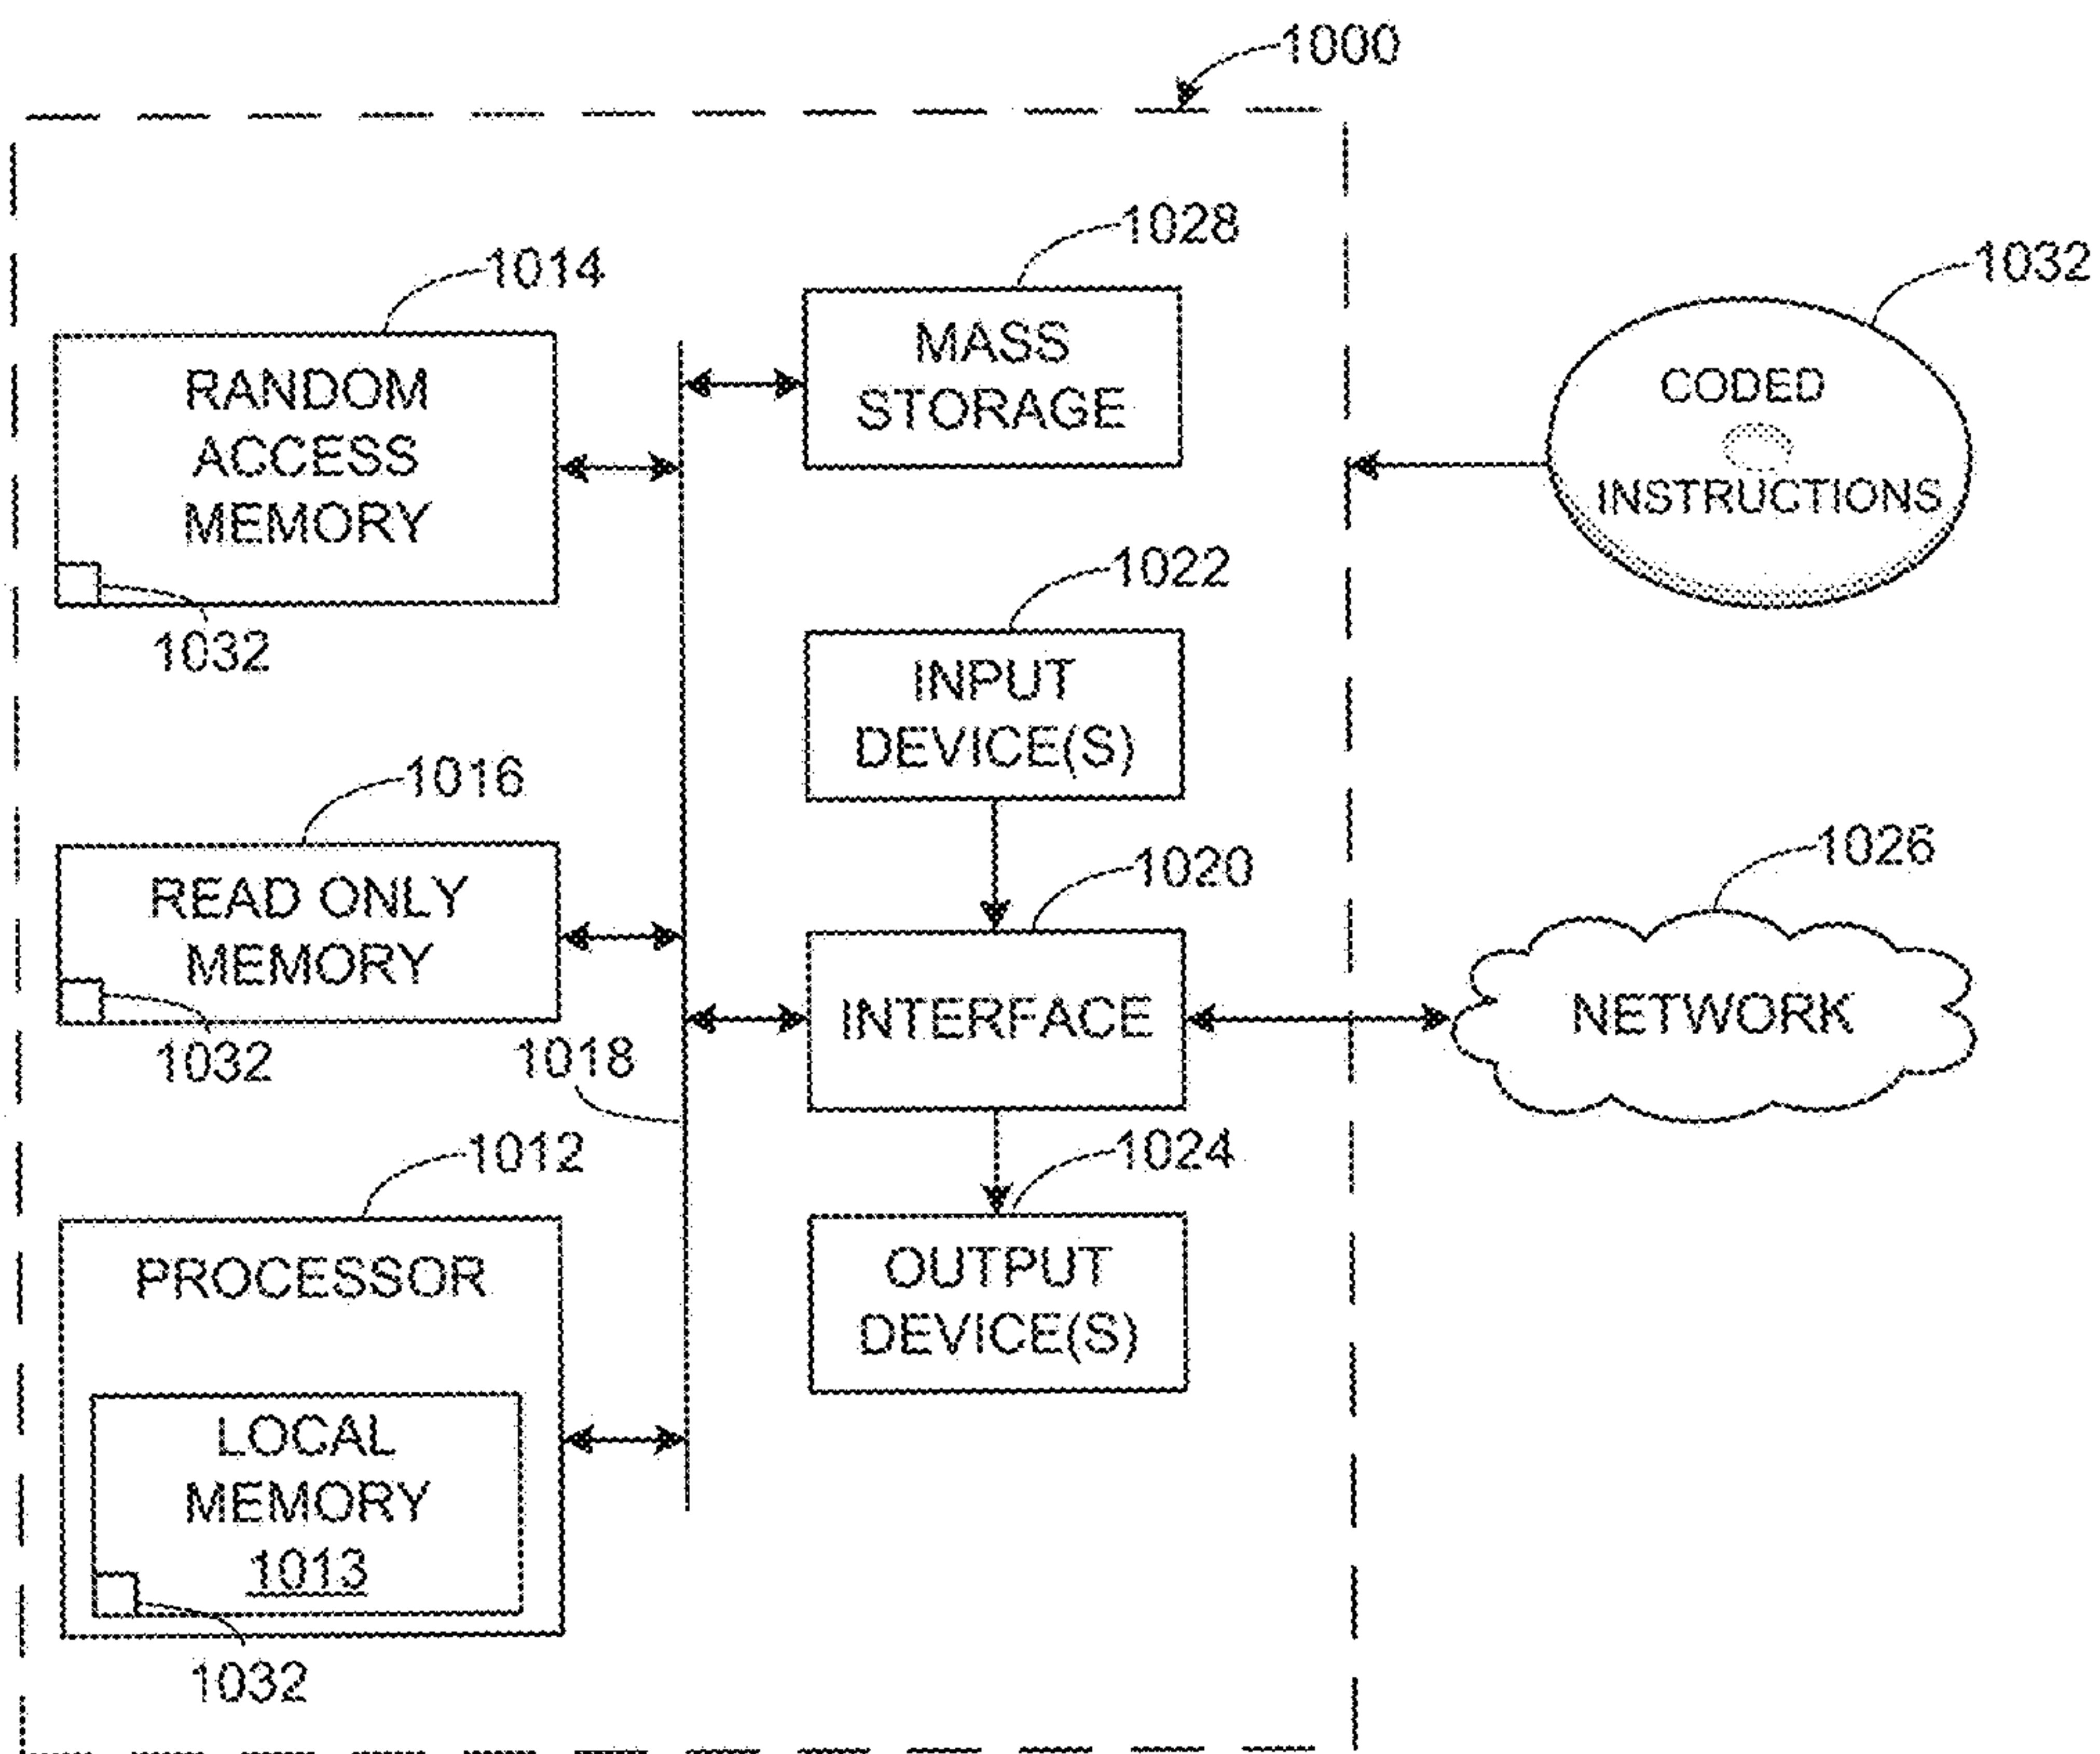 1000
1028
1014
1032
MASS
STORAGE
RANDOM
ACCESS
MEMORY
CODED
INSTRUCTIONS
1032
1022
INPUT
DEVICE(S)
1016
READ ONLY
MEMORY
1032
1018
1020
INTERFACE
1026
NETWORK
1012
PROCESSOR
LOCAL
MEMORY
1013
1032
1024
OUTPUT
DEVICE(S)